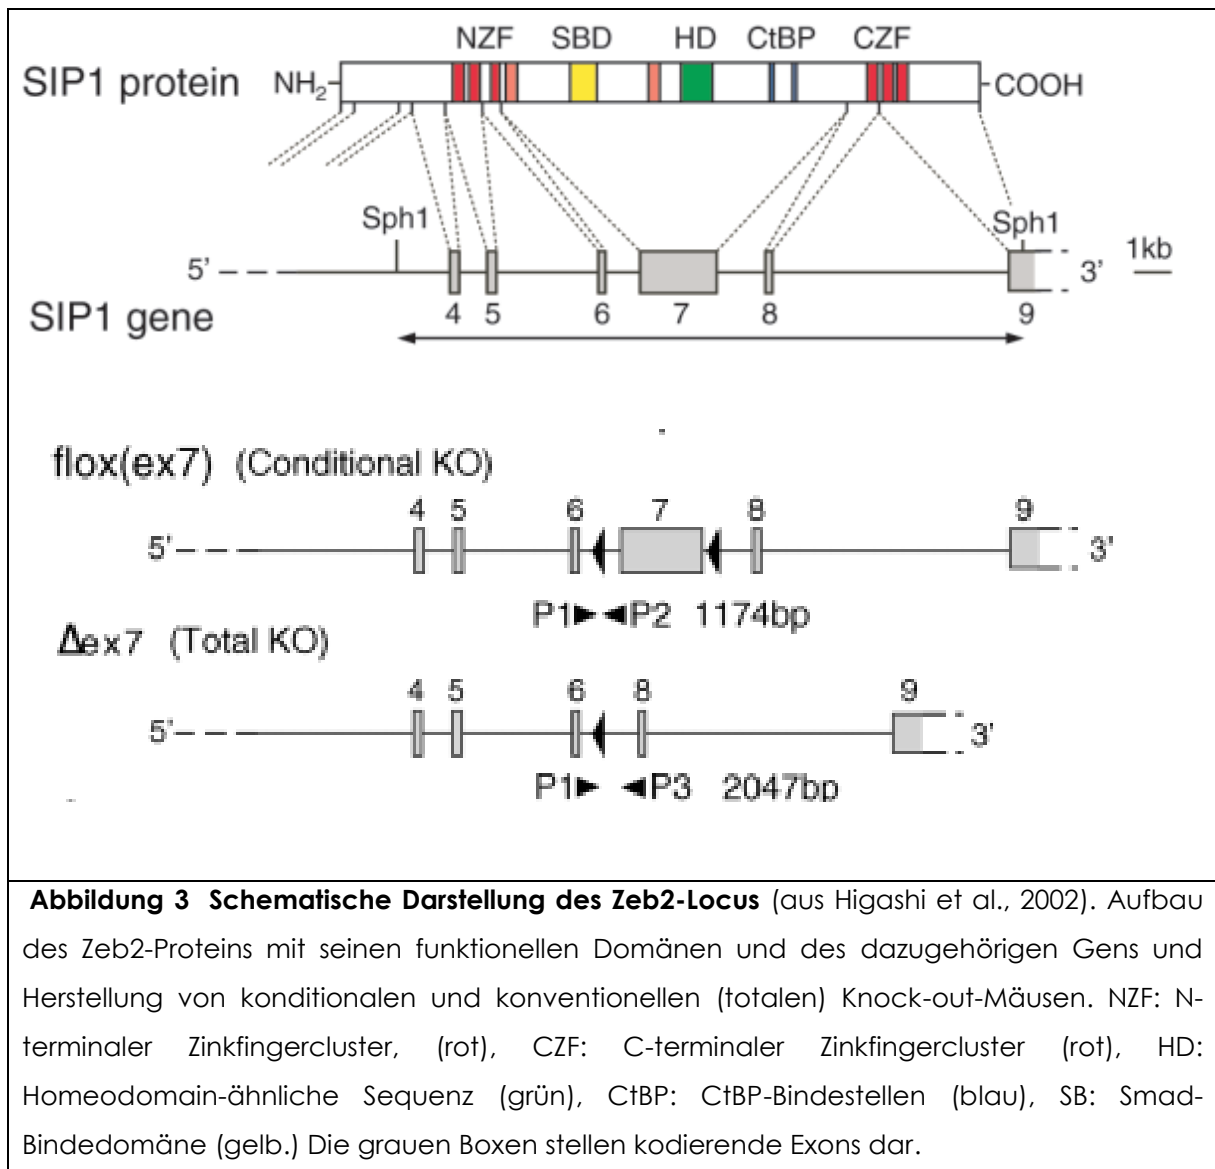 NZF SBD HD CtBP CZF
SIP1 protein NH2 COOH
Sph1 Sph1 1kb
5' 3'
SIP1 gene 4 5 6 7 8 9
flox(ex7) (Conditional KO)
4 5 6 7 8 9
5' 3'
P1 P2 1174bp
Δex7 (Total KO)
4 5 6 8 9
5' 3'
P1 P3 2047bp
Abbildung 3 Schematische Darstellung des Zeb2-Locus (aus Higashi et al., 2002). Aufbau
des Zeb2-Proteins mit seinen funktionellen Domänen und des dazugehörigen Gens und
Herstellung von konditionalen und konventionellen (totalen) Knock-out-Mäusen. NZF: N-
terminaler Zinkfingercluster, (rot), CZF: C-terminaler Zinkfingercluster (rot), HD:
Homeodomain-ähnliche Sequenz (grün), CtBP: CtBP-Bindestellen (blau), SB: Smad-
Bindedomäne (gelb.) Die grauen Boxen stellen kodierende Exons dar.